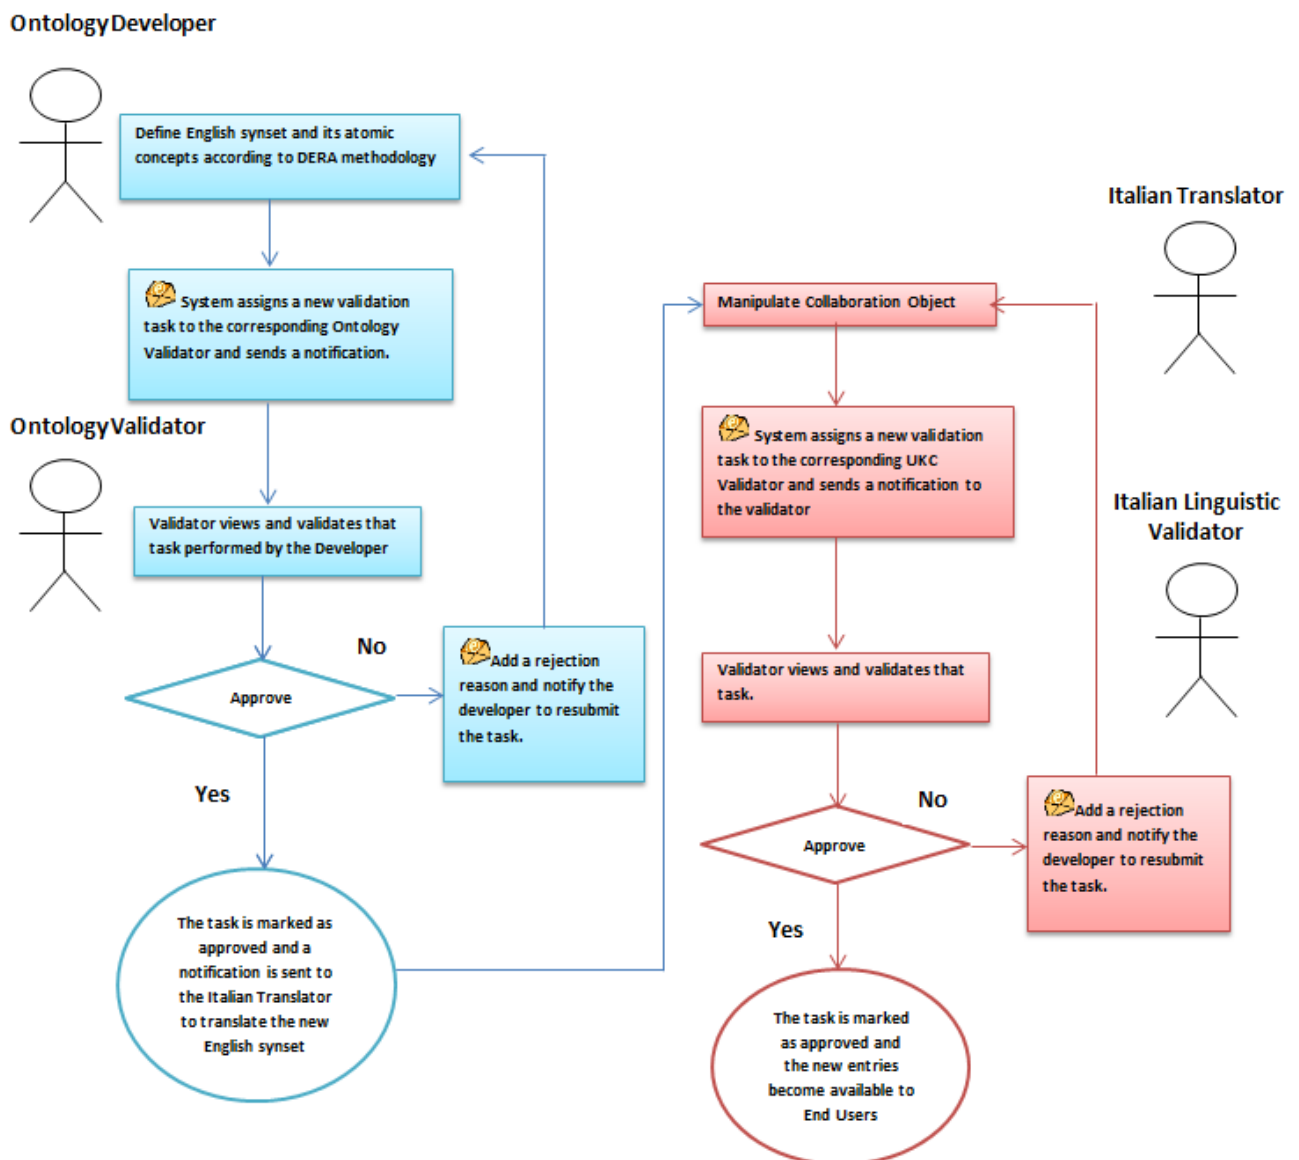 Ontology Developer
Define English synset and its atomic
concepts according to DERA methodology
System assigns a new validation
task to the corresponding Ontology
Validator and sends a notification.
Ontology Validator
Validator views and validates that
task performed by the Developer
Approve
No
Add a rejection
reason and notify the
developer to resubmit
the task.
Yes
The task is marked as
approved and a
notification is sent to
the Italian Translator
to translate the new
English synset
Italian Translator
Manipulate Collaboration Object
System assigns a new validation
task to the corresponding UKC
Validator and sends a notification to
the validator
Italian Linguistic
Validator
Validator views and validates that
task.
Approve
No
Add a rejection
reason and notify the
developer to resubmit
the task.
Yes
The task is marked
as approved and
the new entries
become available to
End Users